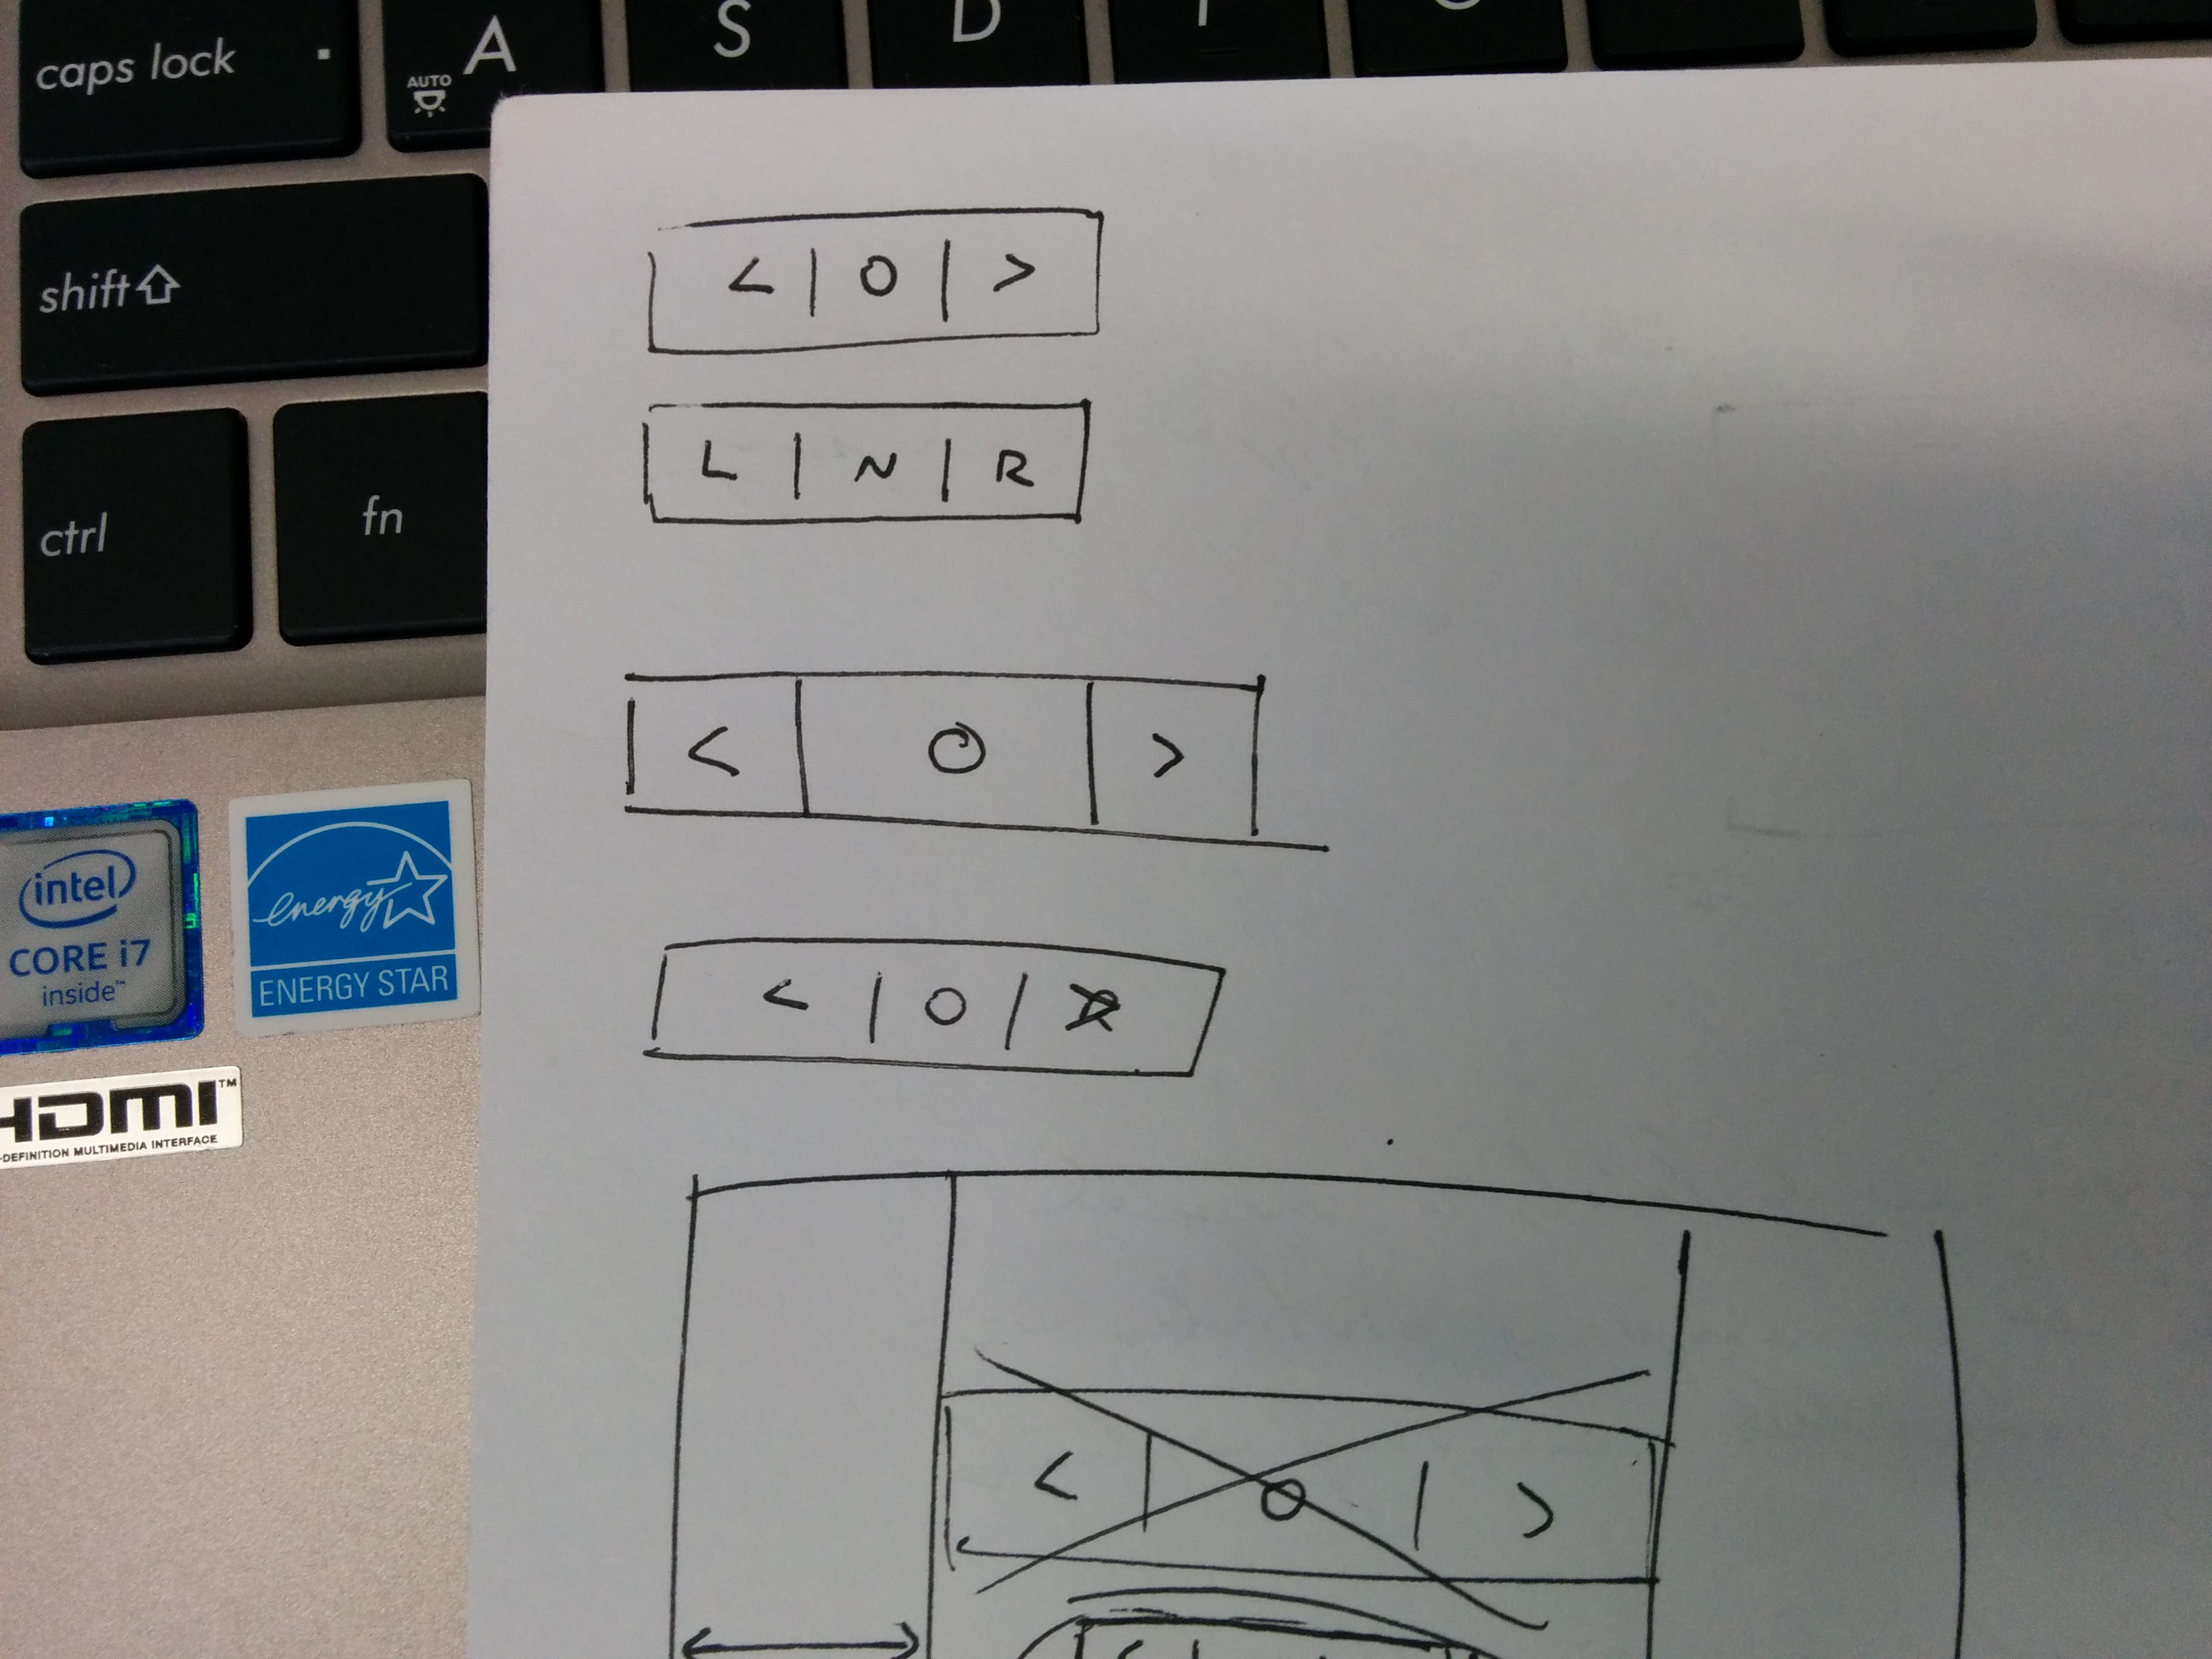 caps lock A S D
AUTO
shift
ctrl fn
< | O | >
L | N | R
< | O | >
< | O |
< | O | >
intel
CORE i7
inside™
energy
ENERGY STAR
HDMI™
-DEFINITION MULTIMEDIA INTERFACE